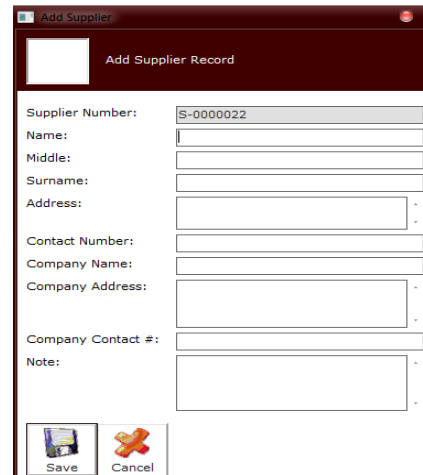 Add Supplier
Add Supplier Record
Supplier Number: S-0000022
Name:
Middle:
Surname:
Address:
Contact Number:
Company Name:
Company Address:
Company Contact #:
Note:
Save Cancel